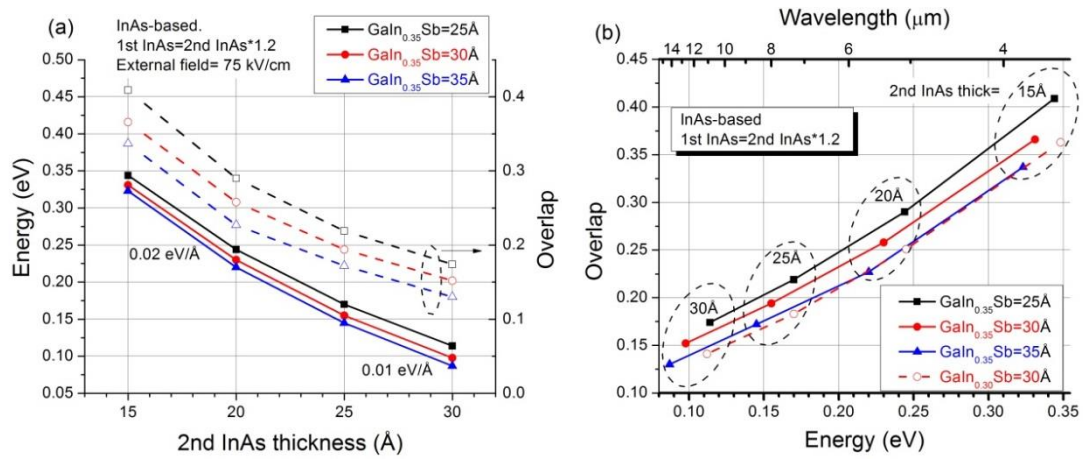 (a)
InAs-based.
1st InAs=2nd InAs*1.2
External field= 75 kV/cm
GaIn0.35Sb=25Å
GaIn0.35Sb=30Å
GaIn0.35Sb=35Å
0.50
0.45
0.40
0.35
0.30
0.25
0.20
0.15
0.10
0.05
Energy (eV)
0.02 eV/Å
0.01 eV/Å
0.4
0.3
0.2
0.1
0.0
Overlap
15
20
25
30
2nd InAs thickness (Å)
Wavelength (μm)
14 12 10 8 6 4
(b)
2nd InAs thick= 15Å
InAs-based
1st InAs=2nd InAs*1.2
20Å
25Å
30Å
0.40
0.35
0.30
0.25
0.20
0.15
0.10
Overlap
GaIn0.35Sb=25Å
GaIn0.35Sb=30Å
GaIn0.35Sb=35Å
GaIn0.30Sb=30Å
0.10 0.15 0.20 0.25 0.30 0.35
Energy (eV)